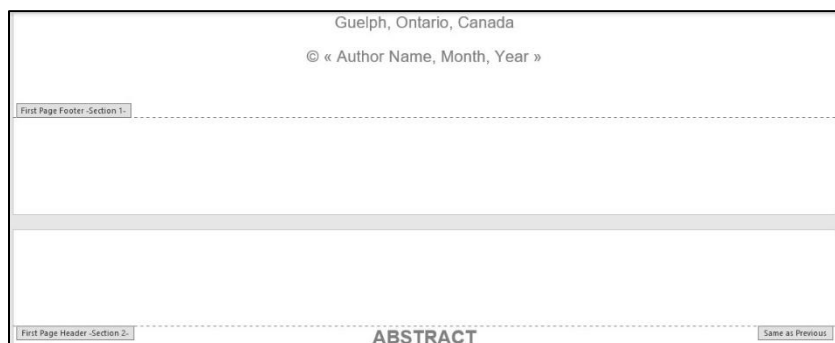 Guelph, Ontario, Canada
© « Author Name, Month, Year »
First Page Footer -Section 1-
First Page Header -Section 2-
ABSTRACT
Same as Previous